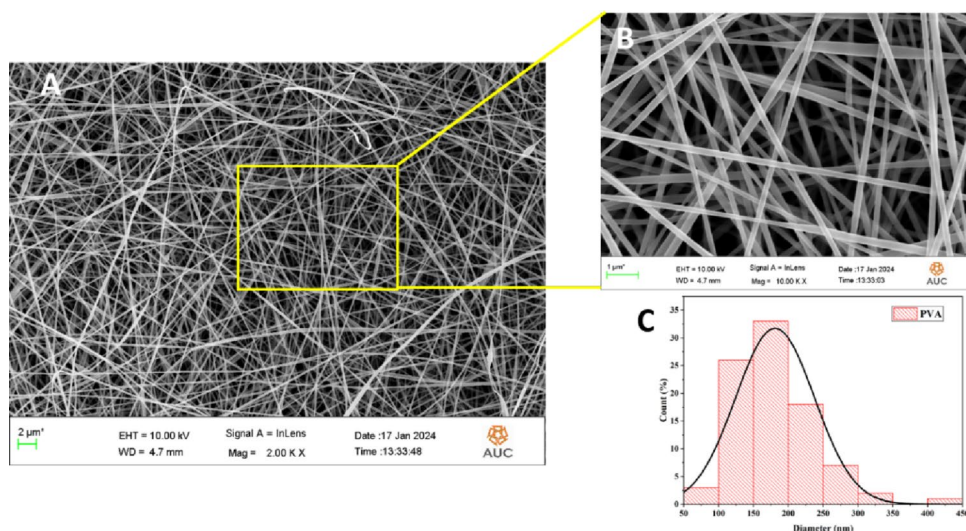 A
2 µm*
EHT = 10.00 kV
Signal A = InLens
Date :17 Jan 2024
WD = 4.7 mm
Mag = 2.00 K X
Time :13:33:48
AUC
B
1 µm*
EHT = 10.00 kV
Signal A = InLens
Date :17 Jan 2024
WD = 4.7 mm
Mag = 10.00 K X
Time :13:33:03
AUC
C
PVA
Count (%)
35
30
25
20
15
10
5
0
50 100 150 200 250 300 350 400 450
Diameter (nm)